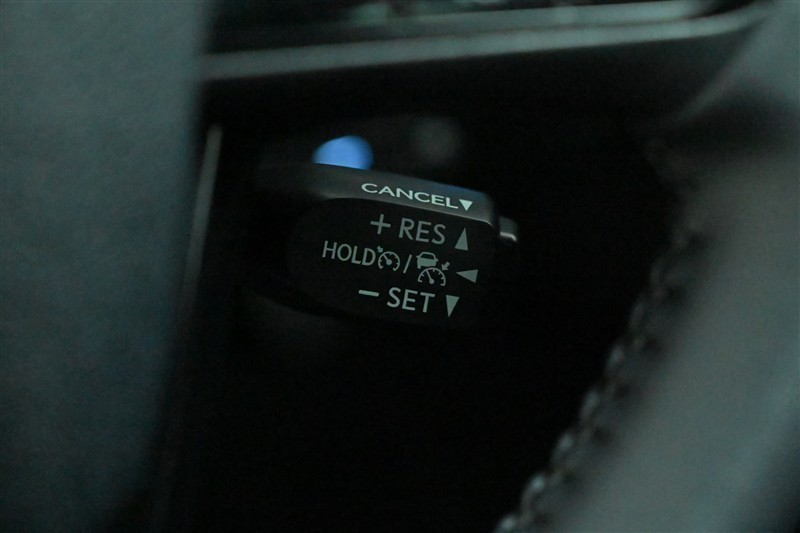 CANCEL▼
+ RES ▲
HOLD / ◀
− SET ▼